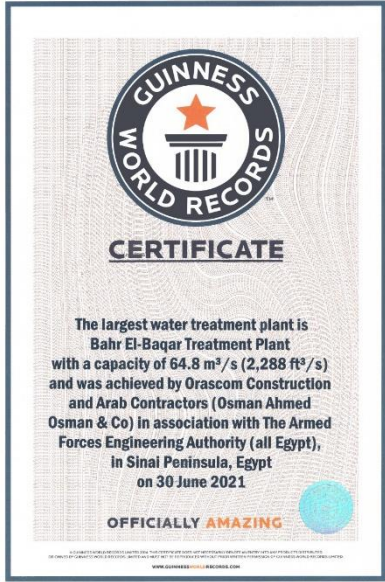 GUINNESS
WORLD RECORDS
TM
CERTIFICATE
The largest water treatment plant is
Bahr El-Baqar Treatment Plant
with a capacity of 64.8 m³/s (2,288 ft³/s)
and was achieved by Orascom Construction
and Arab Contractors (Osman Ahmed
Osman & Co) in association with The Armed
Forces Engineering Authority (all Egypt),
in Sinai Peninsula, Egypt
on 30 June 2021
OFFICIALLY AMAZING
WWW.GUINNESSWORLDRECORDS.COM